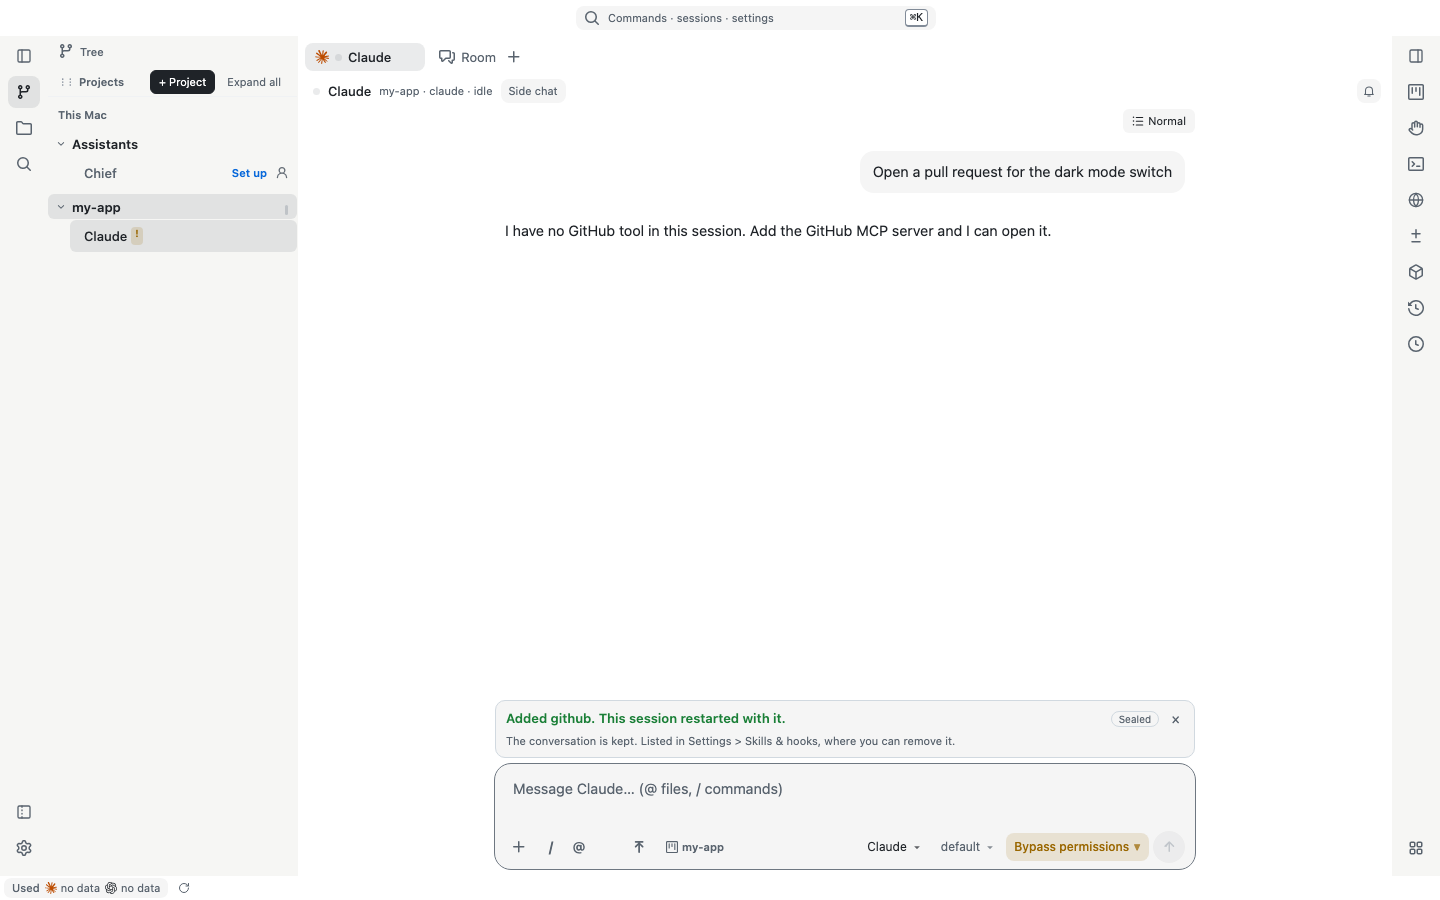 Commands · sessions · settings
⌘K
Tree
Projects
+ Project
Expand all
This Mac
Assistants
Chief
Set up
my-app
Claude !
Claude
Room
Claude
my-app · claude · idle
Side chat
Normal
Open a pull request for the dark mode switch
I have no GitHub tool in this session. Add the GitHub MCP server and I can open it.
Added github. This session restarted with it.
Sealed
The conversation is kept. Listed in Settings > Skills & hooks, where you can remove it.
Message Claude... (@ files, / commands)
/ @
my-app
Claude
default
Bypass permissions
Used no data no data